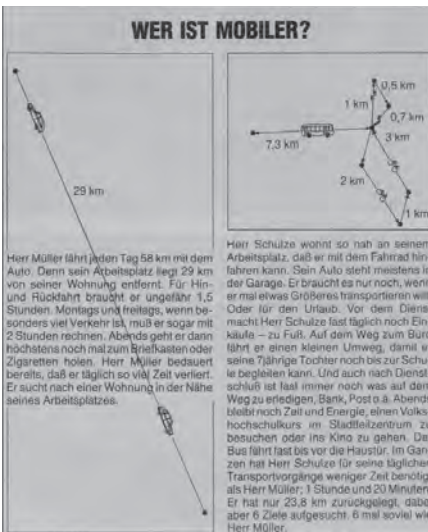 WER IST MOBILER?
29 km
Herr Müller fährt jeden Tag 58 km mit dem
Auto. Denn sein Arbeitsplatz liegt 29 km
von seiner Wohnung entfernt. Für Hin-
und Rückfahrt braucht er ungefähr 1,5
Stunden. Montags und freitags, wenn be-
sonders viel Verkehr ist, muß er sogar mit
2 Stunden rechnen. Abends geht er dann
höchstens noch mal zum Briefkasten oder
Zigaretten holen. Herr Müller bedauert
bereits, daß er täglich so viel Zeit verliert.
Er sucht nach einer Wohnung in der Nähe
seines Arbeitsplatzes.
0,5 km
1 km
0,7 km
3 km
7,3 km
2 km
1 km
Herr Schulze wohnt so nah an seinem
Arbeitsplatz, daß er mit dem Fahrrad hin-
fahren kann. Sein Auto steht meistens in
der Garage. Er braucht es nur noch, wenn
er mal etwas Größeres transportieren will.
Oder für den Urlaub. Vor dem Dienst
macht Herr Schulze fast täglich noch Ein-
käufe – zu Fuß. Auf dem Weg zum Büro
fährt er einen kleinen Umweg, damit er
seine 7jährige Tochter noch bis zur Schu-
le begleiten kann. Und auch nach Dienst-
schluß ist fast immer noch was auf dem
Weg zu erledigen, Bank, Post o.ä. Abends
bleibt noch Zeit und Energie, einen Volks-
hochschulkurs im Stadtteilzentrum zu
besuchen oder ins Kino zu gehen. Der
Bus fährt fast bis vor die Haustür. Im Gan-
zen hat Herr Schulze für seine täglichen
Transportvorgänge weniger Zeit benötigt
als Herr Müller; 1 Stunde und 20 Minuten.
Er hat nur 23,8 km zurückgelegt, dabei
aber 6 Ziele aufgesucht. 6 mal soviel wie
Herr Müller.